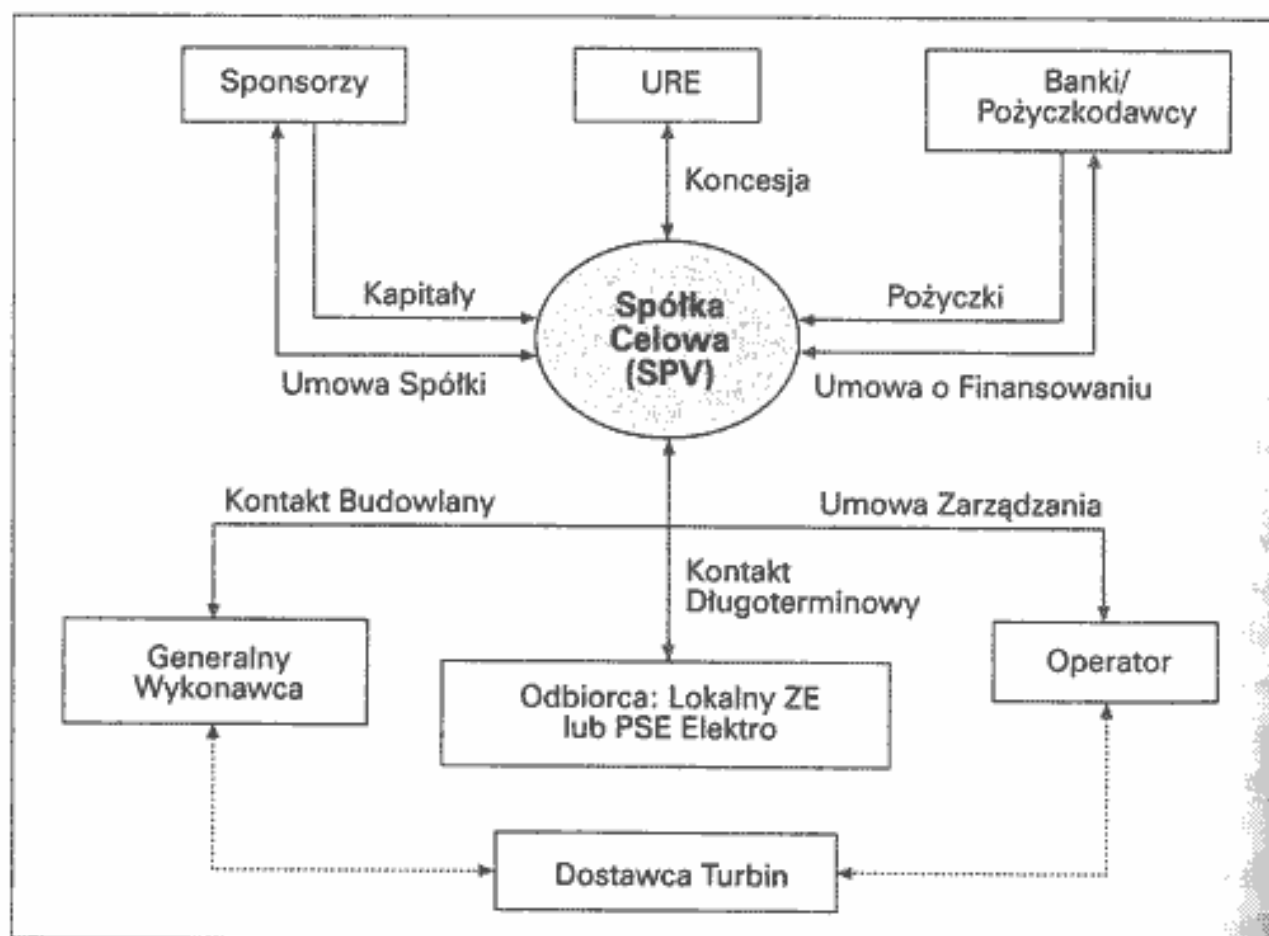 Sponsorzy
URE
Banki/
Pożyczkodawcy
Koncesja
Kapitały
Spółka
Celowa
(SPV)
Pożyczki
Umowa Spółki
Umowa o Finansowaniu
Kontakt Budowlany
Umowa Zarządzania
Kontakt
Długoterminowy
Generalny
Wykonawca
Odbiorca: Lokalny ZE
lub PSE Elektro
Operator
Dostawca Turbin